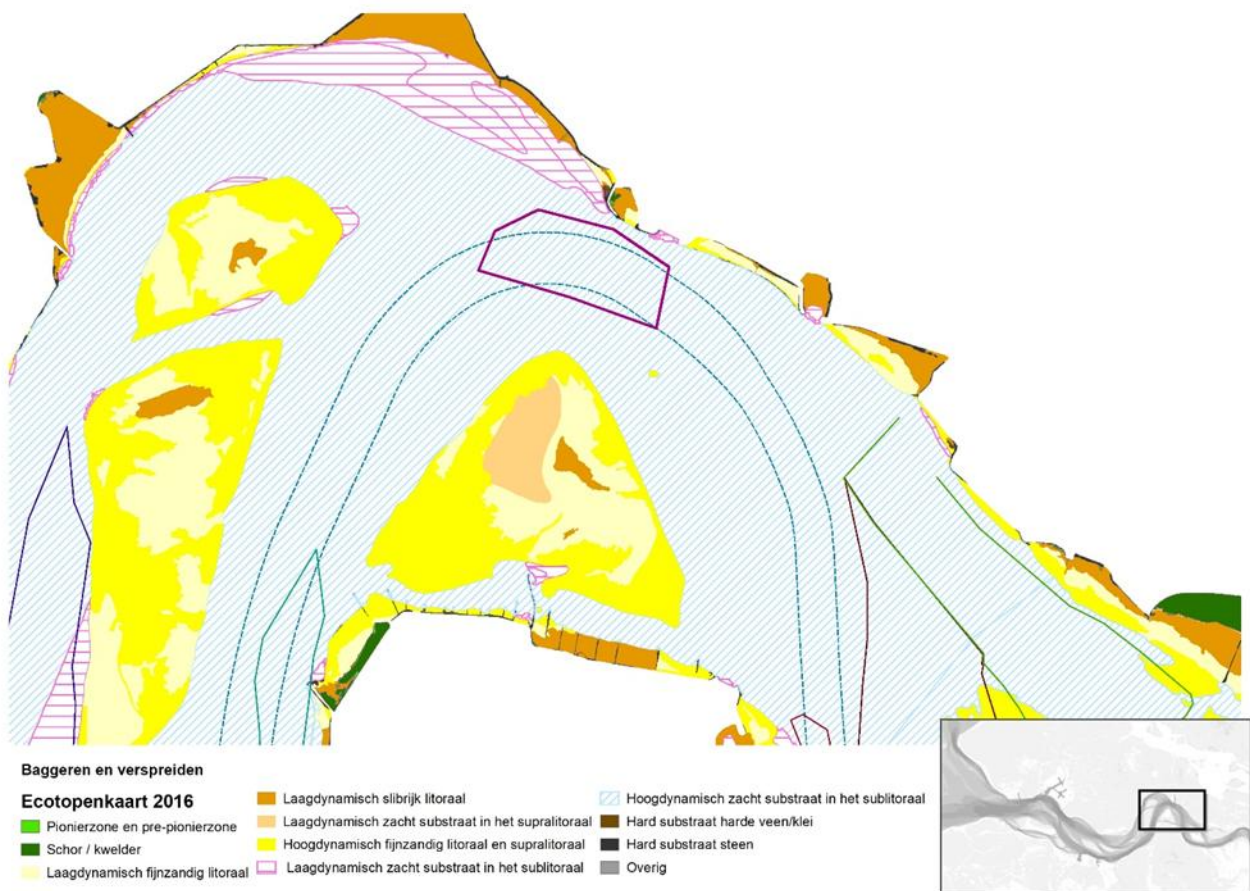 Baggeren en verspreiden
Ecotopenkaart 2016
Pionierzone en pre-pionierzone
Schor / kwelder
Laagdynamisch fijnzandig litoraal
Laagdynamisch slibrijk litoraal
Laagdynamisch zacht substraat in het supralitoraal
Hoogdynamisch fijnzandig litoraal en supralitoraal
Laagdynamisch zacht substraat in het sublitoraal
Hoogdynamisch zacht substraat in het sublitoraal
Hard substraat harde veen/klei
Hard substraat steen
Overig